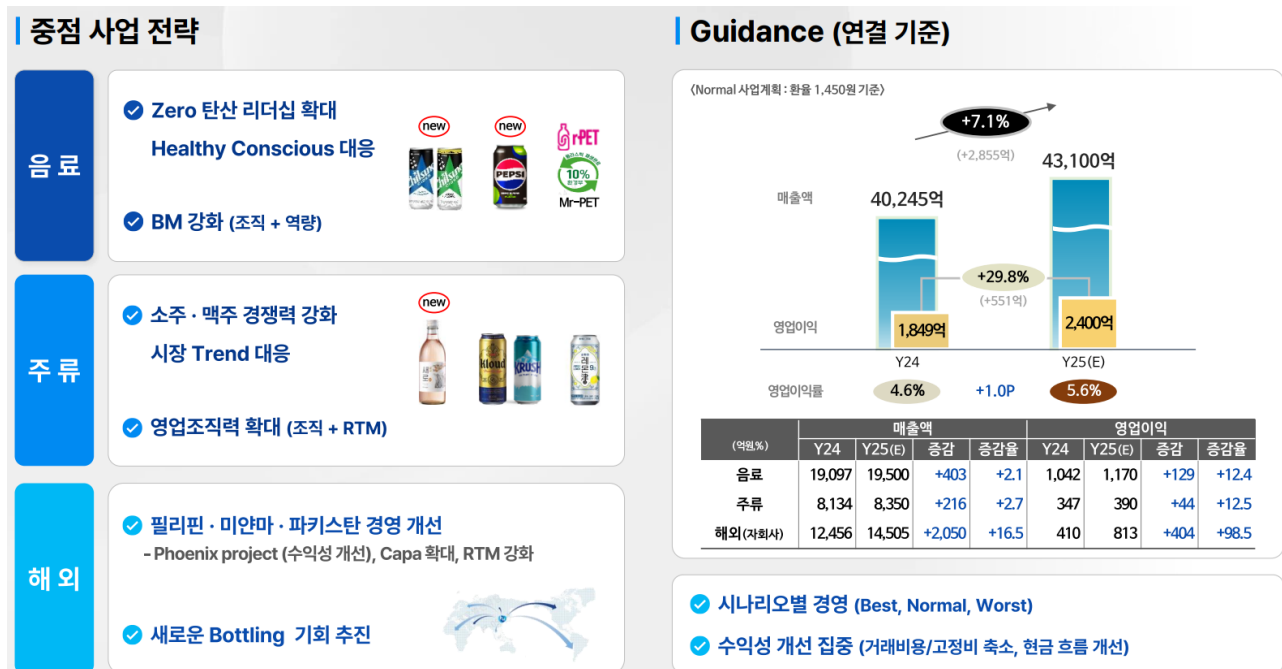 중점 사업 전략
음 료
Zero 탄산 리더십 확대
Healthy Conscious 대응
BM 강화 (조직 + 역량)
new
new
Chilsung
PEPSI
rPET
10%
Mr-PET
주 류
소주 · 맥주 경쟁력 강화
시장 Trend 대응
영업조직력 확대 (조직 + RTM)
new
Kloud
KRUSH
해 외
필리핀 · 미얀마 · 파키스탄 경영 개선
- Phoenix project (수익성 개선), Capa 확대, RTM 강화
새로운 Bottling 기회 추진
Guidance (연결 기준)
〈Normal 사업계획 : 환율 1,450원 기준〉
+7.1%
(+2,855억)
43,100억
매출액
40,245억
+29.8%
(+551억)
영업이익
1,849억
2,400억
Y24 Y25(E)
영업이익률 4.6% +1.0P 5.6%
(억원,%) 매출액 영업이익
Y24 Y25(E) 증감 증감율 Y24 Y25(E) 증감 증감율
음료 19,097 19,500 +403 +2.1 1,042 1,170 +129 +12.4
주류 8,134 8,350 +216 +2.7 347 390 +44 +12.5
해외(자회사) 12,456 14,505 +2,050 +16.5 410 813 +404 +98.5
시나리오별 경영 (Best, Normal, Worst)
수익성 개선 집중 (거래비용/고정비 축소, 현금 흐름 개선)